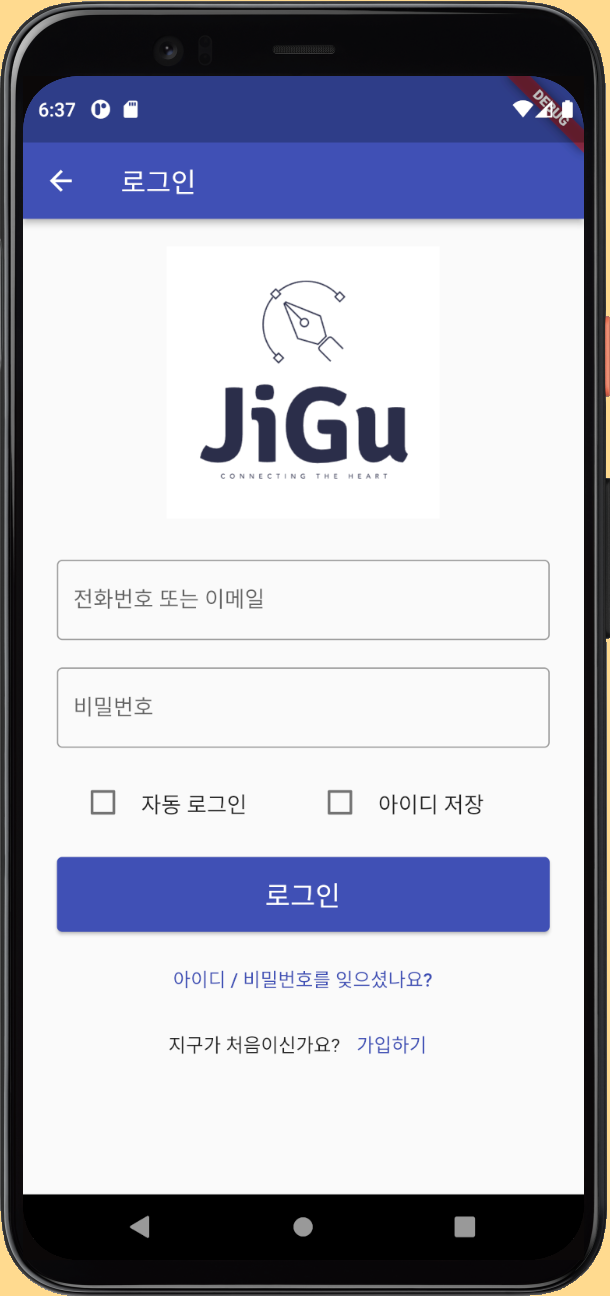 6:37
DEBUG
로그인
JiGu
CONNECTING THE HEART
전화번호 또는 이메일
비밀번호
자동 로그인 아이디 저장
로그인
아이디 / 비밀번호를 잊으셨나요?
지구가 처음이신가요? 가입하기